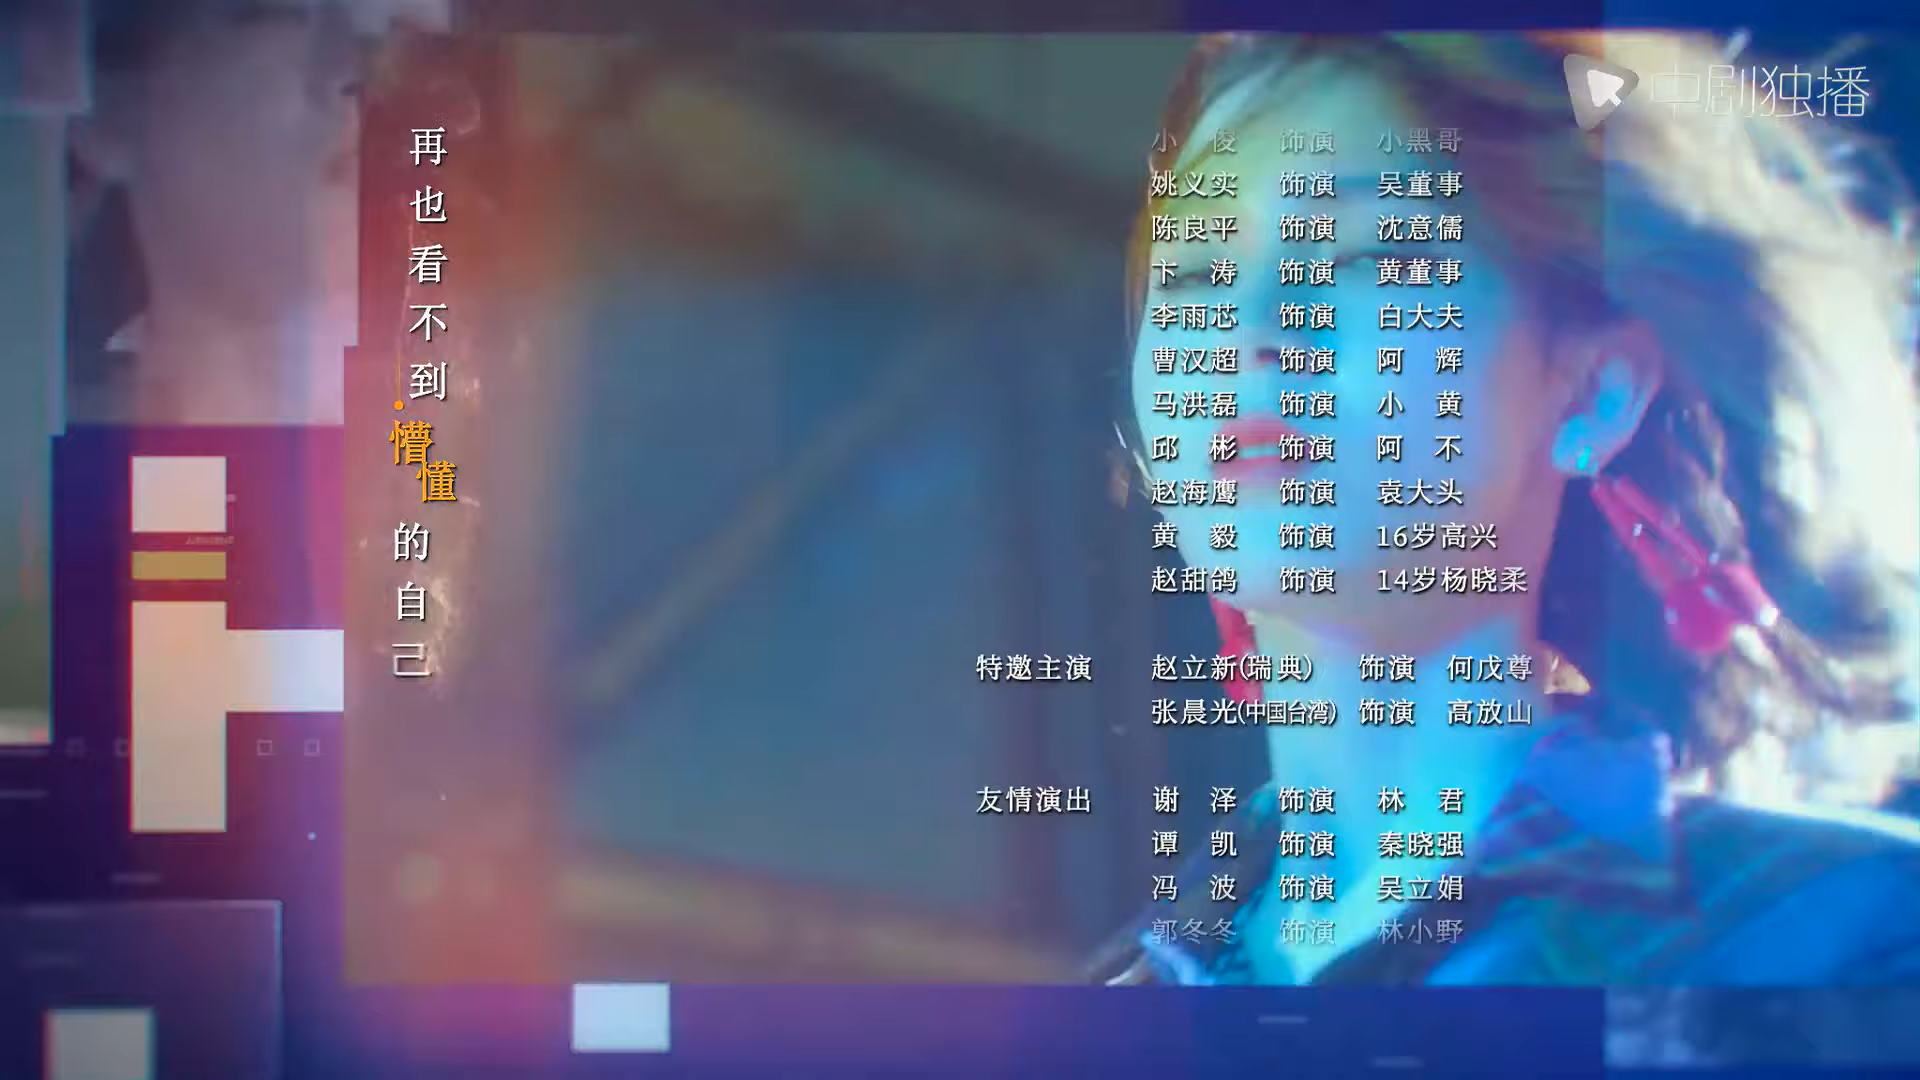 中剧独播
再也看不到懵懂的自己
小 俊 饰演 小黑哥
姚义实 饰演 吴董事
陈良平 饰演 沈意儒
卞 涛 饰演 黄董事
李雨芯 饰演 白大夫
曹汉超 饰演 阿 辉
马洪磊 饰演 小 黄
邱 彬 饰演 阿 不
赵海鹰 饰演 袁大头
黄 毅 饰演 16岁高兴
赵甜鸽 饰演 14岁杨晓柔
特邀主演 赵立新(瑞典) 饰演 何戊尊
张晨光(中国台湾) 饰演 高放山
友情演出 谢 泽 饰演 林 君
谭 凯 饰演 秦晓强
冯 波 饰演 吴立娟
郭冬冬 饰演 林小野